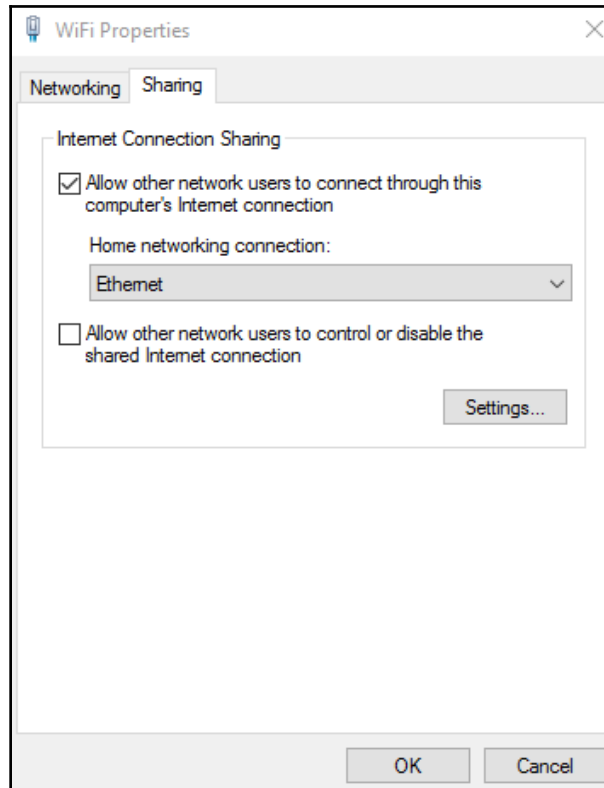 WiFi Properties
Networking
Sharing
Internet Connection Sharing
Allow other network users to connect through this
computer's Internet connection
Home networking connection:
Ethernet
Allow other network users to control or disable the
shared Internet connection
Settings...
OK
Cancel